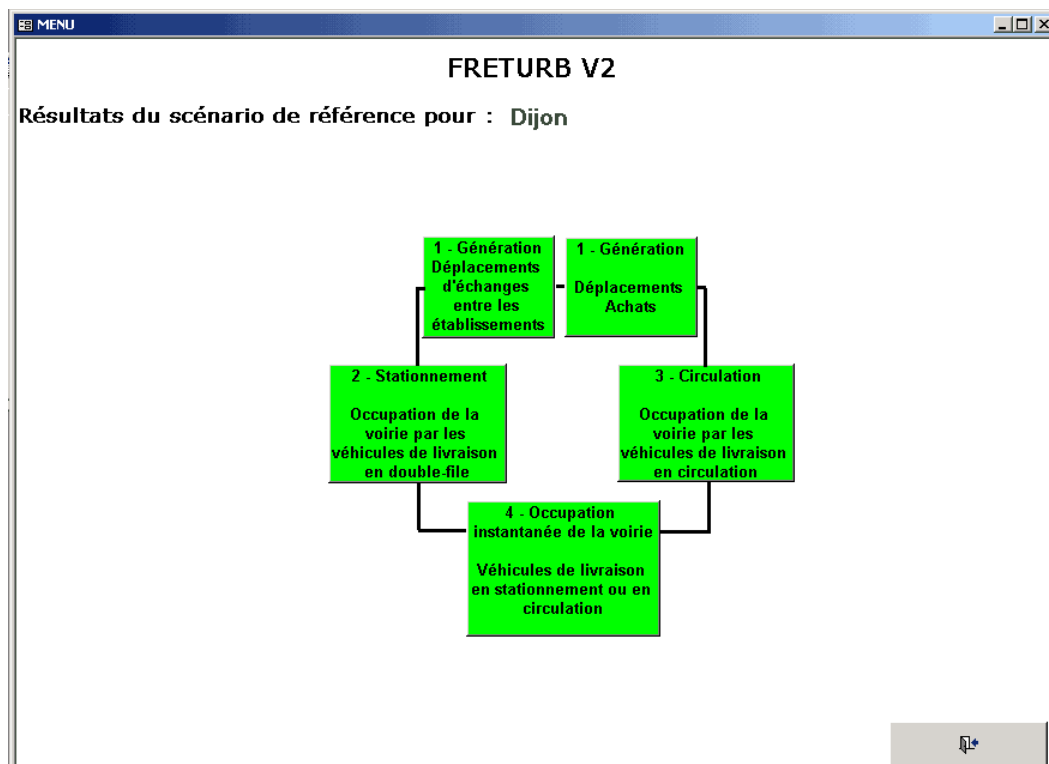 MENU
FRETURB V2
Résultats du scénario de référence pour : Dijon
1 - Génération
Déplacements
d'échanges
entre les
établissements
1 - Génération
Déplacements
Achats
2 - Stationnement
Occupation de la
voirie par les
véhicules de livraison
en double-file
3 - Circulation
Occupation de la
voirie par les
véhicules de livraison
en circulation
4 - Occupation
instantanée de la voirie
Véhicules de livraison
en stationnement ou en
circulation